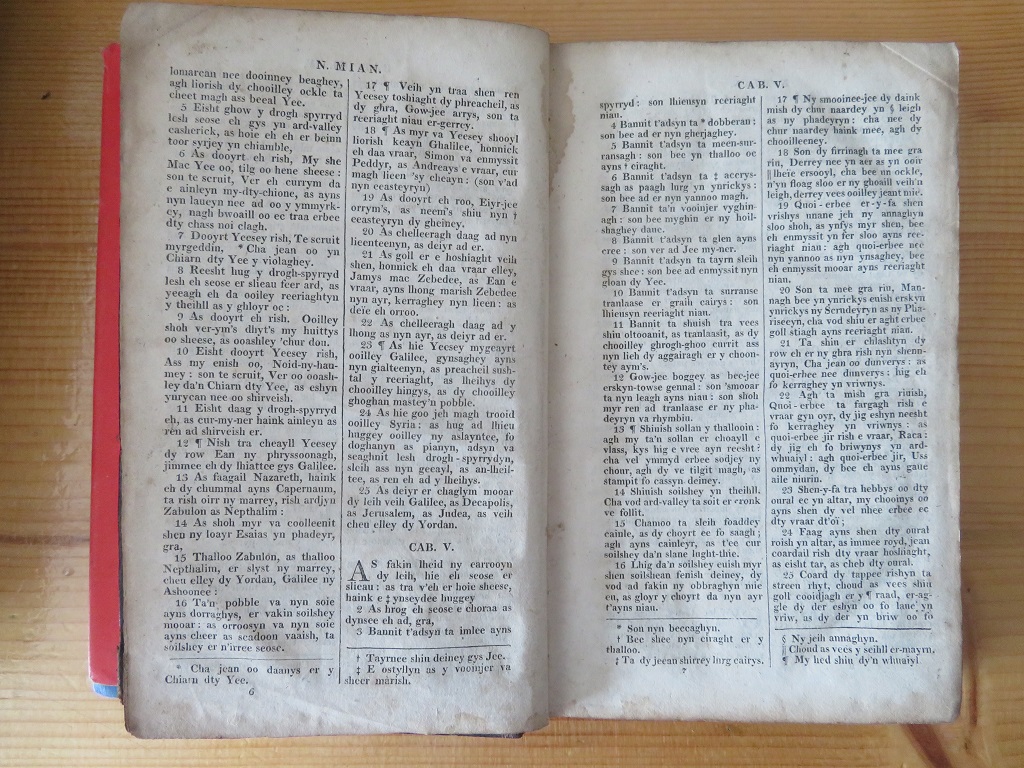 N. MIAN.
lomarcan nee dooinney beaghey,
agh liorish dy chooilley ockle ta
cheet magh ass beeal Yee.
5 Eisht ghow y drogh spyrryd
lesh seose eh gys yn ard-valley
casherick, as hoie eh eh er beinn
toor syrjey yn chiamble,
6 As dooyrt eh rish, My she
Mac Yee oo, tilg oo hene sheese :
son te scruit, Ver eh currym da
e ainleyn my-dty-chione, as ayns
nyn laueyn nee ad oo y ymmyrk-
ey, nagh bwoaill oo ec traa erbee
dty chass noi clagh.
7 Dooyrt Yeesey rish, Te scruit
myrgeddin, * Cha jean oo yn
Chiarn dty Yee y violaghey.
8 Reesht hug y drogh-spyrryd
lesh eh seose er slieau feer ard, as
yeeagh eh da ooiley reeriaghtyn
y theihll as y ghloyr oc :
9 As dooyrt eh rish. Ooilley
shoh ver-ym's dhyt's my huittys
oo sheese, as ooashley 'chur dou.
10 Eisht dooyrt Yeesey rish,
Ass my enish oo, Noid-ny-hau-
mey : son te scruit, Ver oo ooash-
ley da'n Chiarn dty Yee, as eshyn
ynrycan nee oo shirveish.
11 Eisht daag y drogh-spyrryd
eh, as cur-my-ner haink ainleyn as
ren ad shirveish er.
12 ¶ Nish tra cheayll Yeesey
dy row Ean ny phryssoonagh,
jimmee eh dy lhiattee gys Galilee.
13 As faagail Nazareth, haink
eh dy chummal ayns Capernaum,
ta rish oirr ny marrey, rish ardjyn
Zabulon as Nepthalim :
14 As shoh myr va coolleenit
shen ny loayr Esaias yn phadeyr,
gra,
15 Thalloo Zabulon, as thalloo
Nepthalim, er slyst ny marrey,
cheu elley dy Yordan, Galilee ny
Ashoonee :
16 Ta'n pobble va nyn soie
ayns dorraghys, er vakin soilshey
mooar : as orroosyn va nyn soie
ayns cheer as scadoon vaaish, ta
soilshey er n'irree seose.
* Cha jean oo daanys er y
Chiarn dty Yee.
6
17 ¶ Veih yn traa shen ren
Yeesey toshiaght dy phreacheil, as
dy ghra, Gow-jee arrys, son ta
reeriaght niau er-gerrey.
18 ¶ As myr va Yeesey shooyl
liorish keayn Ghalilee, honnick
eh daa vraar, Simon va enmyssit
Peddyr, as Andreays e vraar, cur
magh lieen 'sy cheayn : (son v'ad
nyn eeasteyryn)
19 As dooyrt eh roo, Eiyr-jee
orrym's, as neem's shiu nyn †
eeasteyryn dy gheiney.
20 As chelleeragh daag ad nyn
lieenteenyn, as deiyr ad er.
21 As goll er e hoshiaght veih
shen, honnick eh daa vraar elley,
Jamys mac Zebedee, as Ean e
vraar, ayns lhong marish Zebedee
nyn ayr, kerraghey nyn lieen : as
deïe eh orroo.
22 As chelleeragh daag ad y
lhong as nyn ayr, as deiyr ad er.
23 ¶ As hie Yeesey mygeayrt
ooilley Galilee, gynsaghey ayns
nyn gialteenyn, as preacheil sush-
tal y reeriaght, as lheihys dy
chooilley hingys, as dy chooilley
ghoghan mastey'n pobble.
24 As hie goo jeh magh trooid
ooilley Syria : as hug ad lhieu
huggey ooilley ny aslayntee, fo
doghanyn as pianyn, adsyn va
seaghnit lesh drogh-spyrrydyn,
sleih ass nyn geeayl, as an-lheil-
tee, as ren eh ad y lheihys.
25 As deiyr er chaglym mooar
dy leih veih Galilee, as Decapolis,
as Jerusalem, as Judea, as veih
cheu elley dy Yordan.
CAB. V.
AS fakin lheid ny earrooyn
dy leih, hie eh seose er
slieau : as tra v'eh er hoie sheese,
haink e ‡ ynseydee huggey
2 As hrog eh seose e choraa as
dynsee eh ad, gra,
3 Bannit t'adsyn ta imlee ayns
† Tayrnee shiu deiney gys Jee.
‡ E ostyllyn as y vooinjer va
sheer mârish.
CAB. V.
spyrryd : son lhieusyn reeriaght
niau.
4 Bannit t'adsyn ta * dobberan :
son bee ad er nyn gherjaghey.
5 Bannit t'adsyn ta meen-sur-
ransagh : son bee yn thalloo oc
ayns † eiraght.
6 Bannit t'adsyn ta ‡ accrys-
sagh as paagh lurg yn ynrickys :
son bee ad er nyn yannoo magh.
7 Bannit ta'n vooinjer vyghin-
agh : son bee myghin er ny hoil-
shaghey daue.
8 Bannit t'adsyn ta glen ayns
cree : son ver ad Jee my-ner.
9 Bannit t'adsyn ta tayrn sleih
gys shee : son bee ad enmyssit nyn
gloan dy Yee.
10 Bannit t'adsyn ta surranse
tranlaase er graih cairys : son
lhieusyn reeriaght niau.
11 Bannit ta shuish tra vees
shiu oltooanit, as tranlaasit, as dy
chooilley ghrogh-ghoo currit ass
nyn lieh dy aggairagh er y choon-
tey aym's.
12 Gow-jee boggey as bee-jee
erskyn-towse gennal : son 'smooar
ta nyn leagh ayns niau : son shoh
myr ren ad tranlaase er ny pha-
deyryn va rhymbiu.
13 ¶ Shinish sollan y thallooin :
agh my ta'n sollan er choayll e
vlass, kys hig e vree ayn reesht ?
cha vel ymmyd erbee sodjey ny
chour, agh dy ve tilgit magh, as
stampit fo cassyn deiney.
14 Shinish soilshey yn theihll.
Cha vod ard-valley ta soit er cronk
ve follit.
15 Chamoo ta sleih foaddey
cainle, as dy choyrt ee fo saagh ;
agh ayns cainleyr, as t'ee cur
soilshey da'n slane lught-thie.
16 Lhig da'n soilshey euish myr
shen soilshean fenish deiney, dy
vod ad fakin ny obbraghyn mie
eu, as gloyr y choyrt da nyn ayr
t'ayns niau.
* Son nyn beccaghyn.
† Bee shee nyn eiraght er y
thalloo.
‡ Ta dy jeean shirrey lurg cairys.
17 ¶ Ny smooinee-jee dy daink
mish dy chur naardey yn § leigh
as ny phadeyryn : cha nee dy
chur naardey haink mee, agh dy
chooilleeney.
18 Son dy firrinagh ta mee gra
riu, Derrey nee yn aer as yn ooir
|| lheïe ersooyl, cha bee un ockle,
n'yn floag sloo er ny ghoaill veih'n
leigh, derrey vees ooilley jeant mie.
19 Quoi - erbee er-y-fa shen
vrishys unane jeh ny annaghyn
sloo shoh, as ynfys myr shen, bee
eh enmyssit yn fer sloo ayns ree-
riaght niau : agh quoi-erbee nee
nyn yannoo as nyn ynsaghey, bee
eh enmyssit mooar ayns reeriaght
niau.
20 Son ta mee gra riu, Man-
nagh bee yn ynrickys euish erskyn
ynrickys ny Scrudeyryn as ny Pha-
riseeyn, cha vod shiu er aght erbee
goll stiagh ayns reeriaght niau.
21 Ta shiu er chlashtyn dy
row eh er ny ghra rish nyn shenn-
ayryn, Cha jean oo dunverys : as
quoi-erbee nee dunverys : hig eh
fo kerraghey yn vriwnys.
22 Agh ta mish gra riuish,
Quoi-erbee ta fargagh rish e
vraar gyn oyr, dy jig eshyn neesht
fo kerraghey yn vriwnys : as
quoi-erbee jir rish e vraar, Raca :
dy jig eh fo briwnys yn ard-
whuaiyl : agh quoi-erbee jir, Uss
ommydan, dy bee eh ayns gaue
aile niurin.
23 Shen-y-fa tra hebbys oo dty
oural ec yn altar, my chooinys oo
ayns shen dy vel nhee erbee ec
dty vraar dt'oï ;
24 Faag ayns shen dty oural
roish yn altar, as immee royd, jean
coardail rish dty vraar hoshiaght,
as eisht tar, as cheb dty oural.
25 Coard dy tappee rishyn ta
streeu rhyt, choud as vees shiu
goll cooidjagh er y ¶ raad, er-ag-
gle dy der eshyn oo fo laue yn
vriw, as dy der yn briw oo fo
§ Ny jeih annaghyn.
|| Choud as vees y seihll er-mayrn.
¶ My hed shiu dy'n whuaiyl